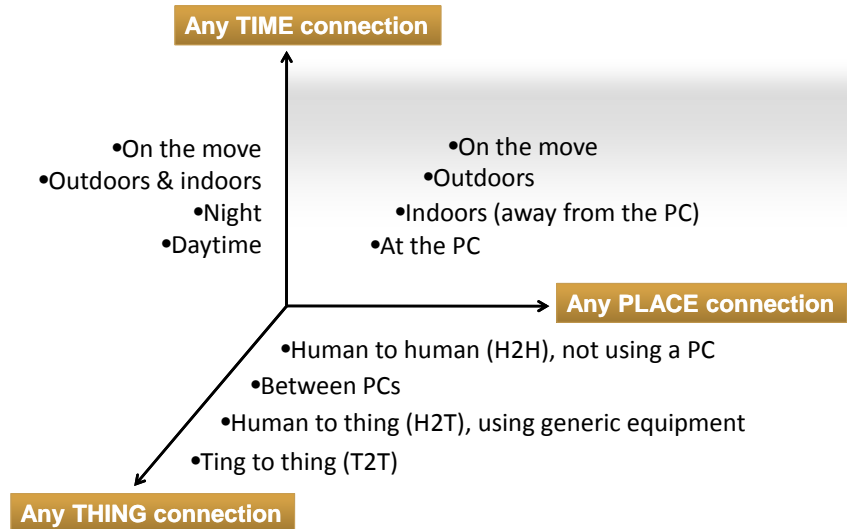 Any TIME connection
•On the move
•Outdoors & indoors
•Night
•Daytime
•On the move
•Outdoors
•Indoors (away from the PC)
•At the PC
Any PLACE connection
•Human to human (H2H), not using a PC
•Between PCs
•Human to thing (H2T), using generic equipment
•Ting to thing (T2T)
Any THING connection